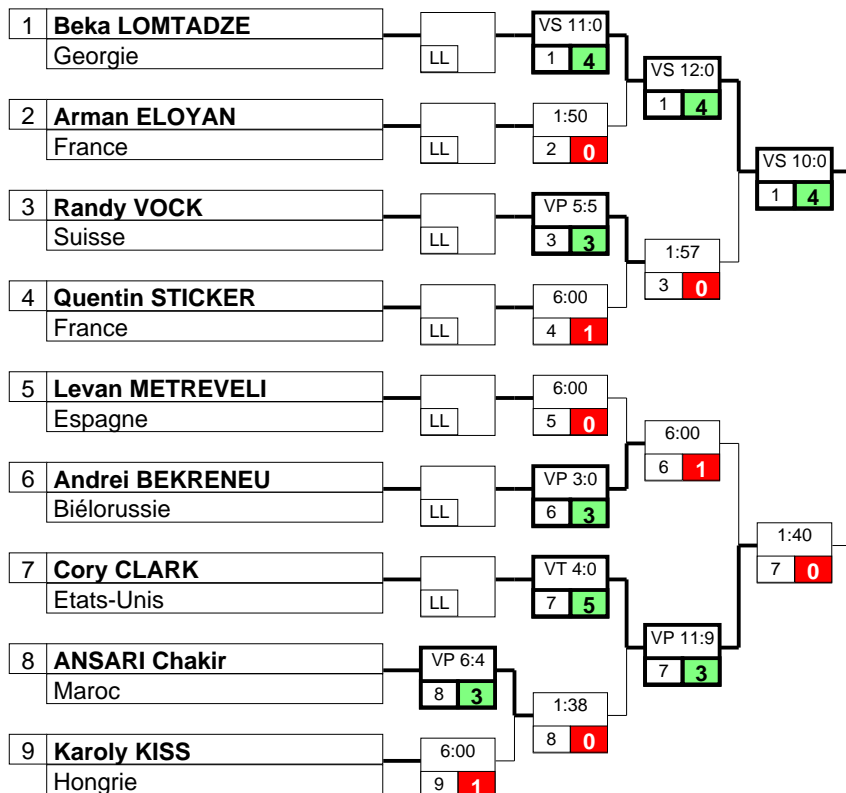 1 Beka LOMTADZE
Georgie
LL
VS 11:0
1 4
VS 12:0
1 4
2 Arman ELOYAN
France
LL
1:50
2 0
VS 10:0
1 4
3 Randy VOCK
Suisse
LL
VP 5:5
3 3
1:57
3 0
4 Quentin STICKER
France
LL
6:00
4 1
5 Levan METREVELI
Espagne
LL
6:00
5 0
6:00
6 1
6 Andrei BEKRENEU
Biélorussie
LL
VP 3:0
6 3
1:40
7 0
7 Cory CLARK
Etats-Unis
LL
VT 4:0
7 5
VP 11:9
7 3
8 ANSARI Chakir
Maroc
VP 6:4
8 3
1:38
8 0
9 Karoly KISS
Hongrie
6:00
9 1